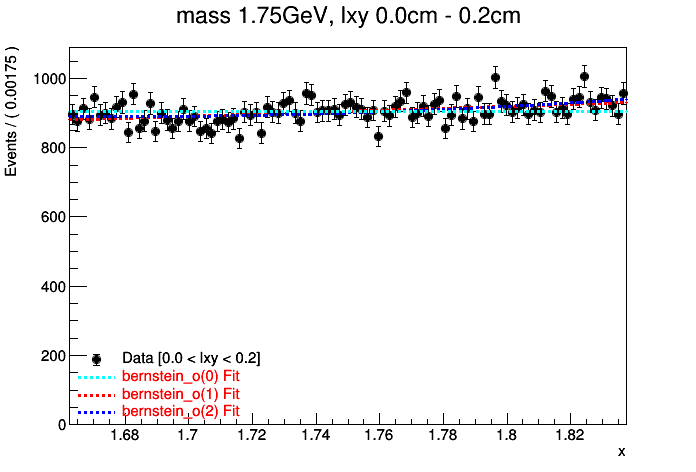 mass 1.75GeV, lxy 0.0cm - 0.2cm
Events / ( 0.00175 )
1000
800
600
400
200
0
Data [0.0 < lxy < 0.2]
bernstein_o(0) Fit
bernstein_o(1) Fit
bernstein_o(2) Fit
1.68 1.7 1.72 1.74 1.76 1.78 1.8 1.82
x